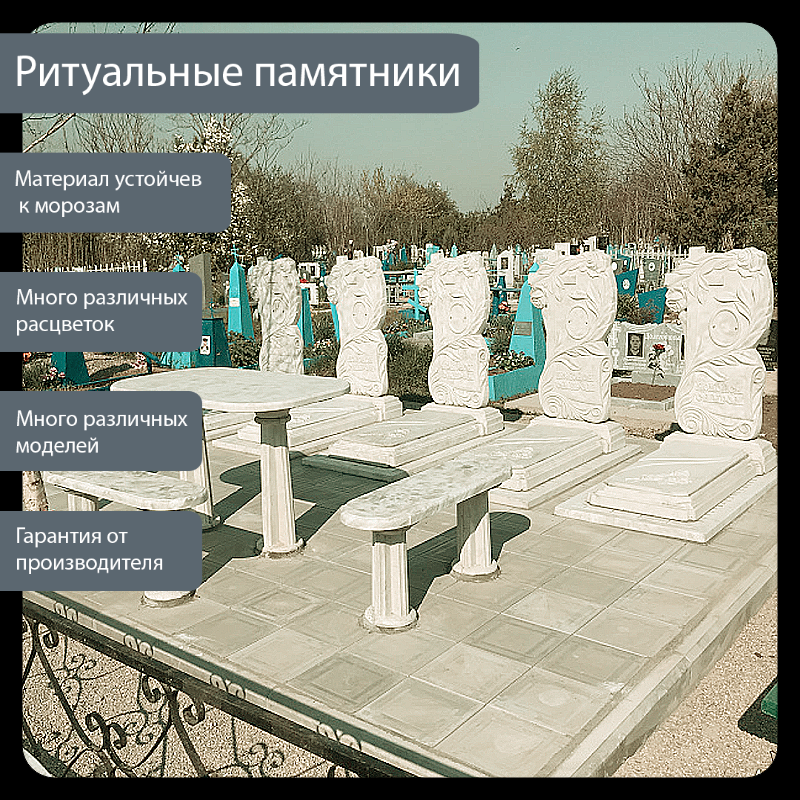 Ритуальные памятники
Материал устойчев
к морозам
Много различных
расцветок
Много различных
моделей
Гарантия от
производителя